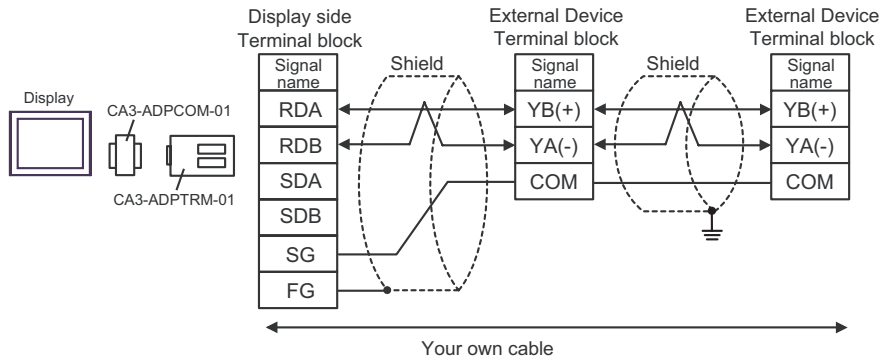 Display side
Terminal block
External Device
Terminal block
External Device
Terminal block
Display
CA3-ADPCOM-01
CA3-ADPTRM-01
Signal
name
RDA
RDB
SDA
SDB
SG
FG
Shield
Signal
name
YB(+)
YA(-)
COM
Shield
Signal
name
YB(+)
YA(-)
COM
Your own cable